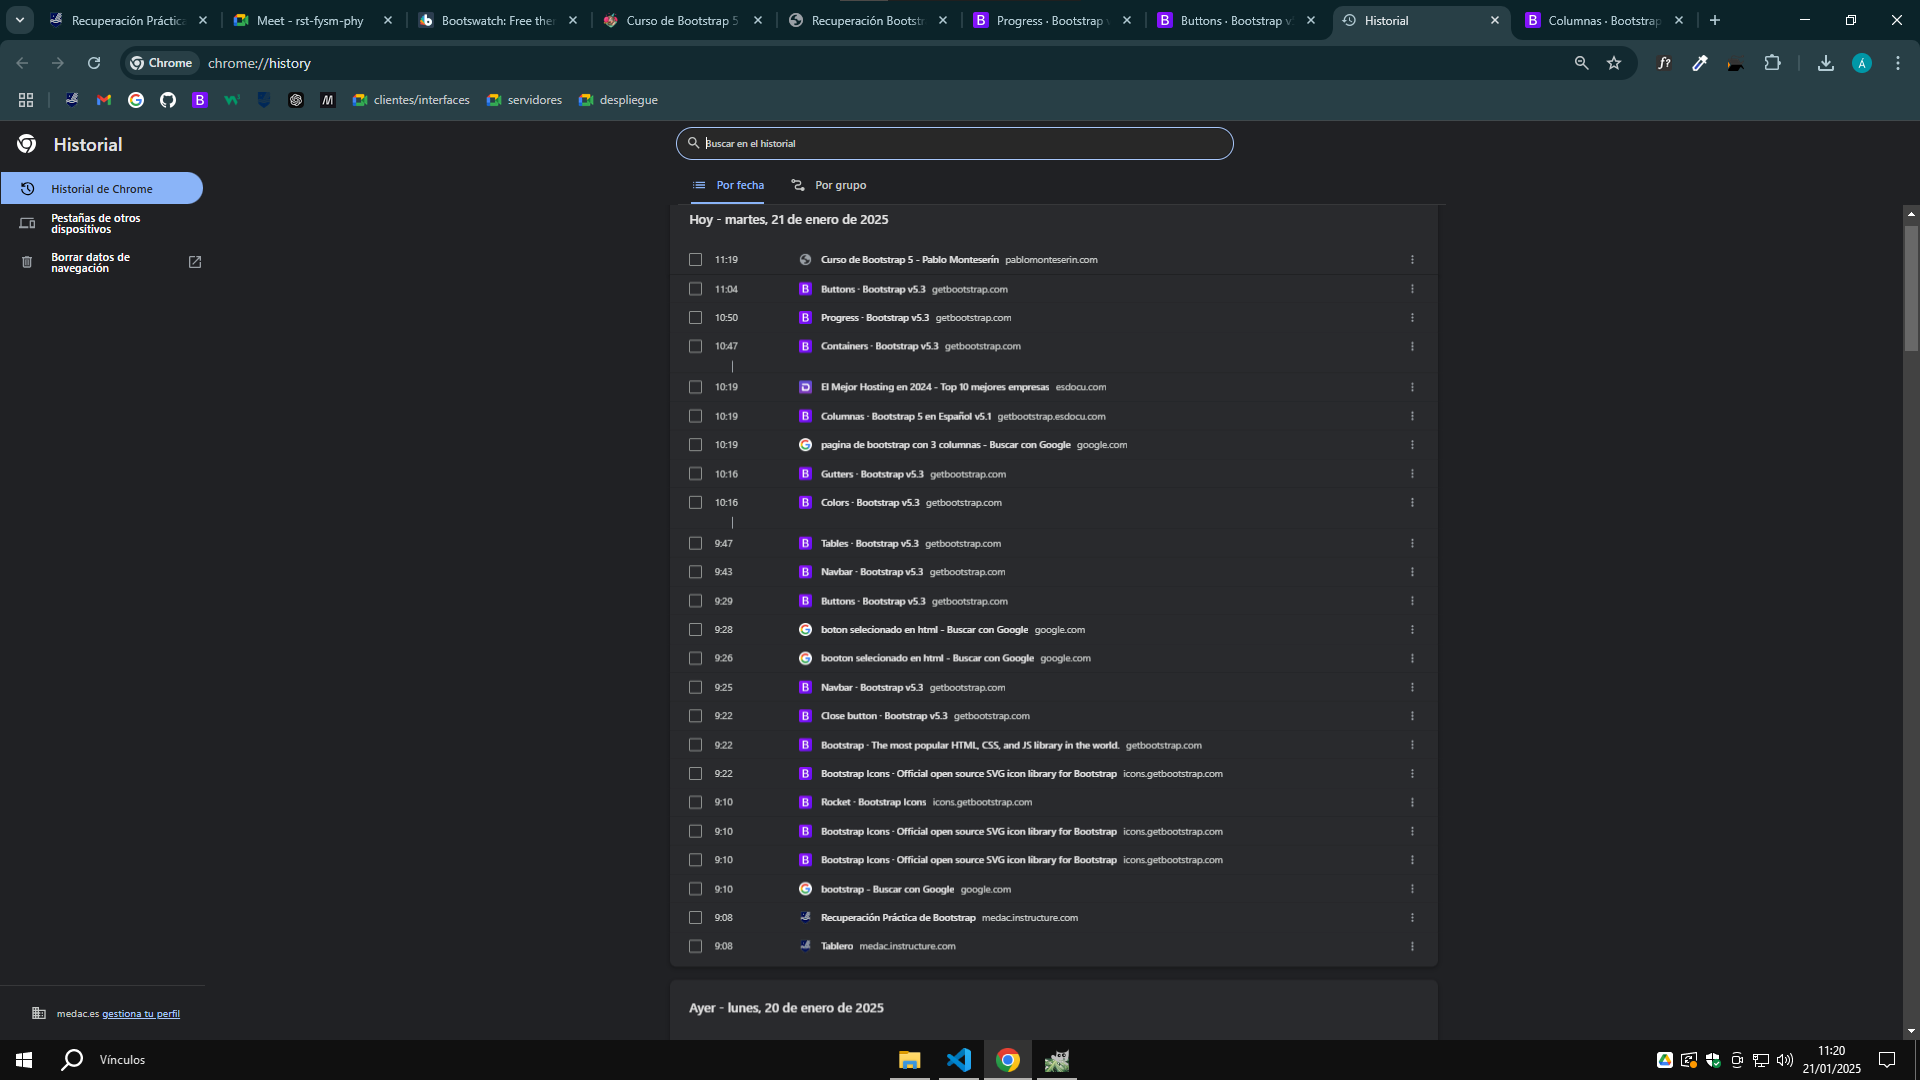 Recuperación Práctica
Meet - rst-fysm-phy
Bootswatch: Free ther
Curso de Bootstrap 5
Recuperación Bootstr
Progress · Bootstrap v
Buttons · Bootstrap v5
Historial
Columnas · Bootstrap
Chrome
chrome://history
f?
Á
clientes/interfaces
servidores
despliegue
Historial
Buscar en el historial
Historial de Chrome
Pestañas de otros
dispositivos
Borrar datos de
navegación
Por fecha
Por grupo
Hoy - martes, 21 de enero de 2025
11:19 Curso de Bootstrap 5 - Pablo Monteserín pablomonteserin.com
11:04 Buttons · Bootstrap v5.3 getbootstrap.com
10:50 Progress · Bootstrap v5.3 getbootstrap.com
10:47 Containers · Bootstrap v5.3 getbootstrap.com
10:19 El Mejor Hosting en 2024 - Top 10 mejores empresas esdocu.com
10:19 Columnas · Bootstrap 5 en Español v5.1 getbootstrap.esdocu.com
10:19 pagina de bootstrap con 3 columnas - Buscar con Google google.com
10:16 Gutters · Bootstrap v5.3 getbootstrap.com
10:16 Colors · Bootstrap v5.3 getbootstrap.com
9:47 Tables · Bootstrap v5.3 getbootstrap.com
9:43 Navbar · Bootstrap v5.3 getbootstrap.com
9:29 Buttons · Bootstrap v5.3 getbootstrap.com
9:28 boton selecionado en html - Buscar con Google google.com
9:26 booton selecionado en html - Buscar con Google google.com
9:25 Navbar · Bootstrap v5.3 getbootstrap.com
9:22 Close button · Bootstrap v5.3 getbootstrap.com
9:22 Bootstrap · The most popular HTML, CSS, and JS library in the world. getbootstrap.com
9:22 Bootstrap Icons · Official open source SVG icon library for Bootstrap icons.getbootstrap.com
9:10 Rocket · Bootstrap Icons icons.getbootstrap.com
9:10 Bootstrap Icons · Official open source SVG icon library for Bootstrap icons.getbootstrap.com
9:10 Bootstrap Icons · Official open source SVG icon library for Bootstrap icons.getbootstrap.com
9:10 bootstrap - Buscar con Google google.com
9:08 Recuperación Práctica de Bootstrap medac.instructure.com
9:08 Tablero medac.instructure.com
Ayer - lunes, 20 de enero de 2025
medac.es gestiona tu perfil
Vínculos
11:20
21/01/2025